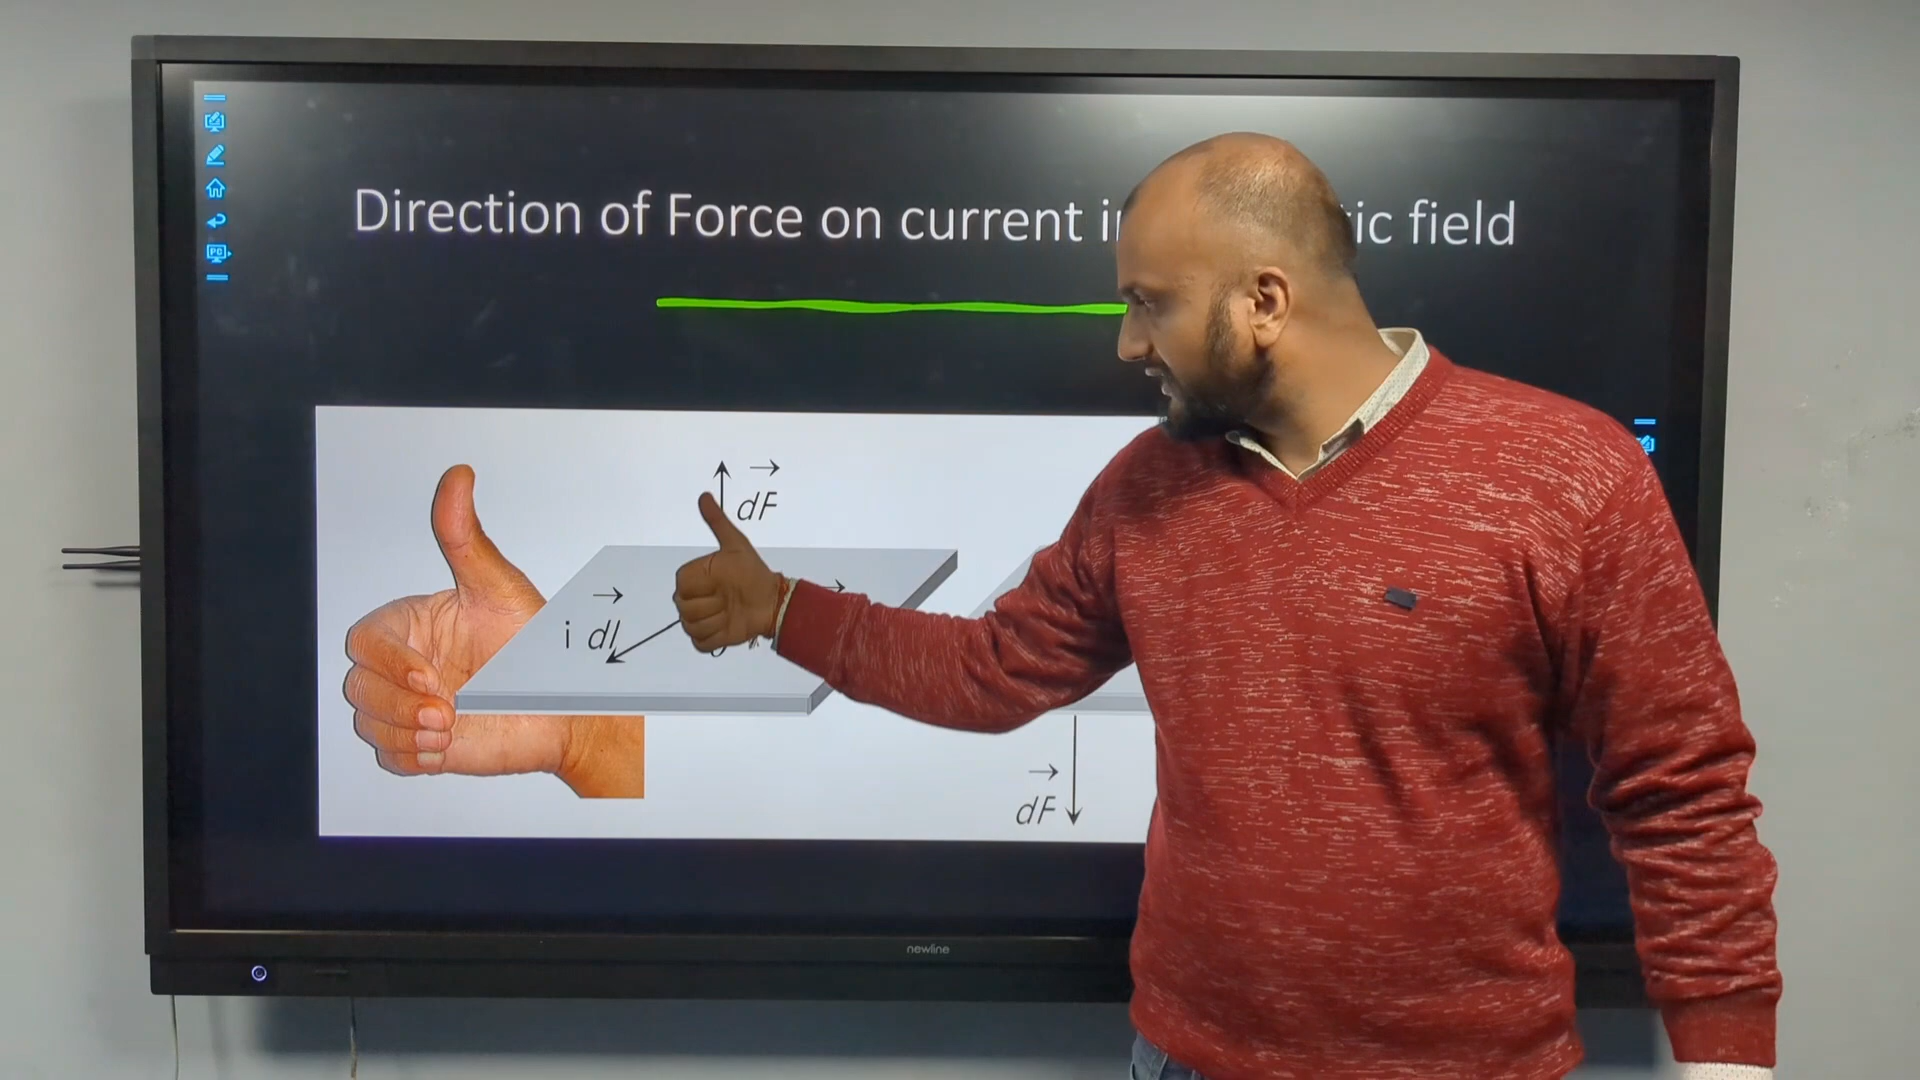 Direction of Force on current ic field
dF
i dl
dF
newline